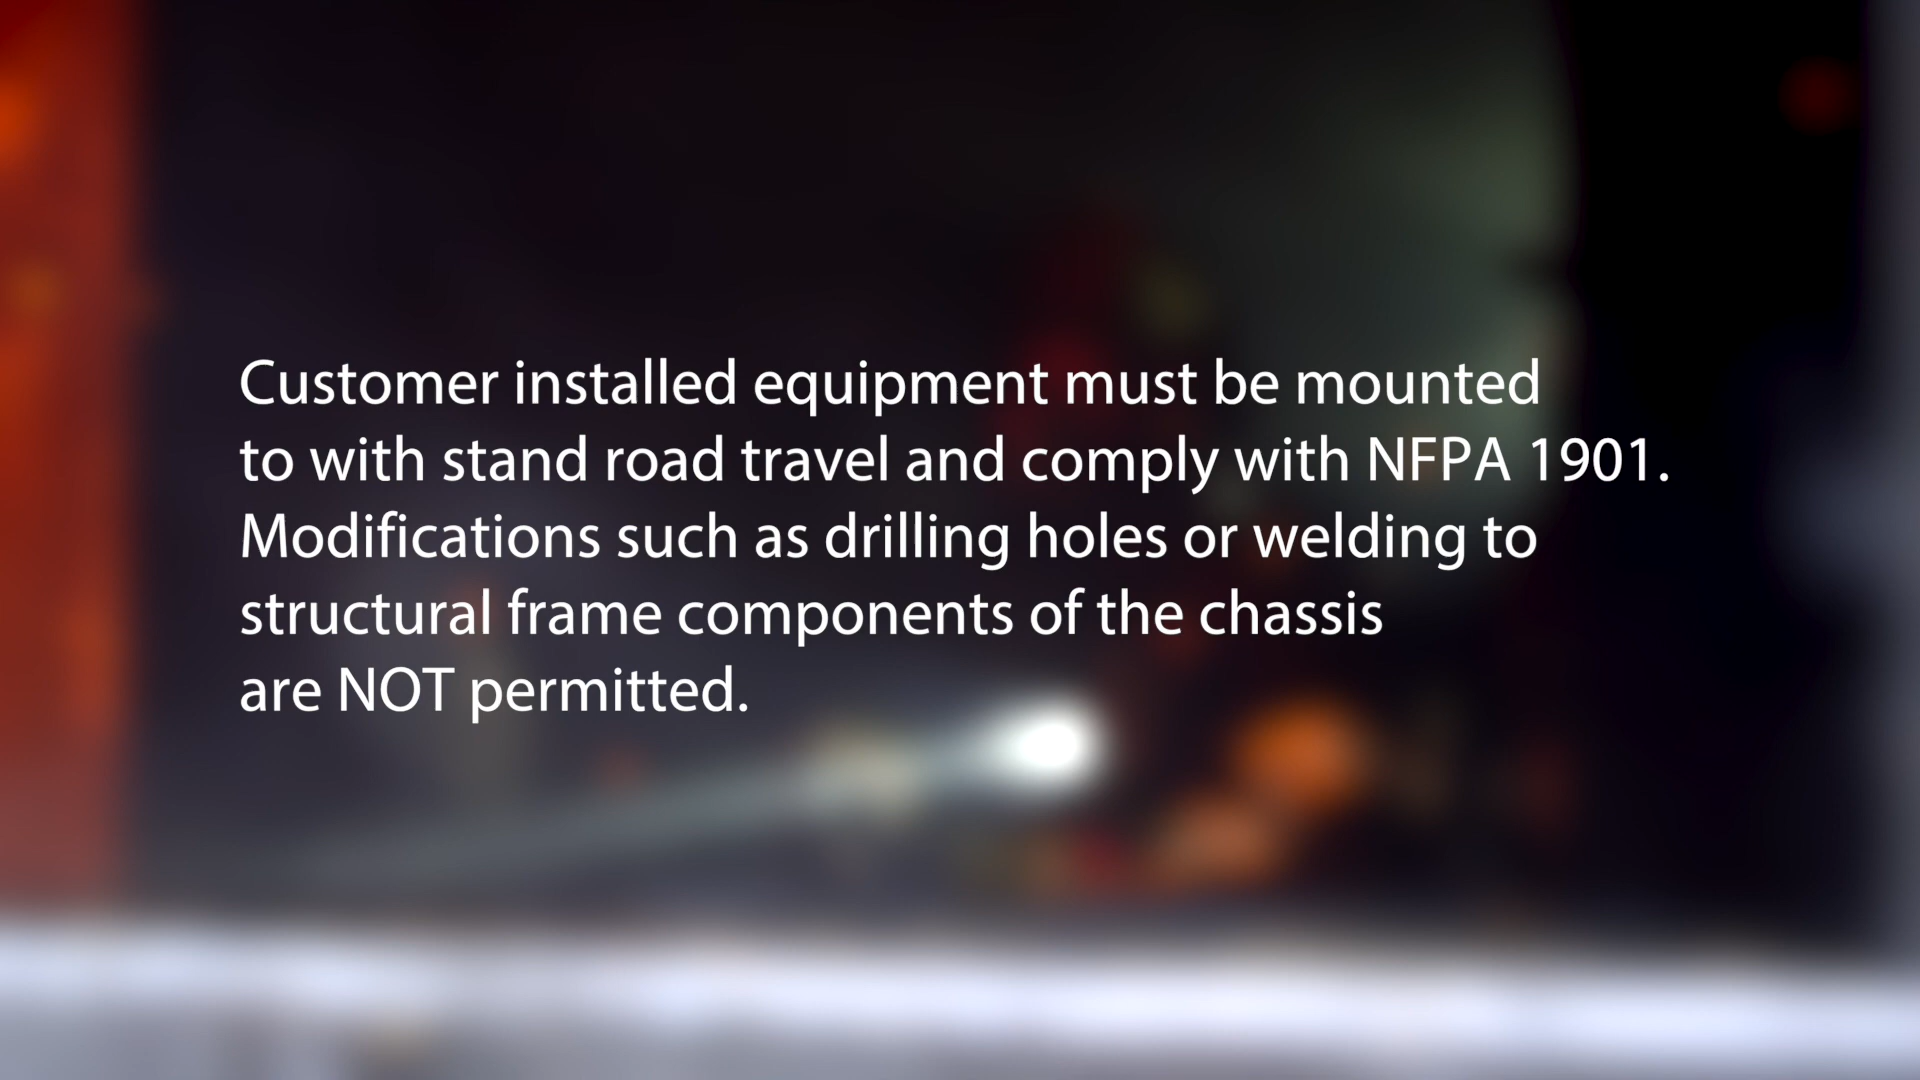 Customer installed equipment must be mounted
to with stand road travel and comply with NFPA 1901.
Modifications such as drilling holes or welding to
structural frame components of the chassis
are NOT permitted.